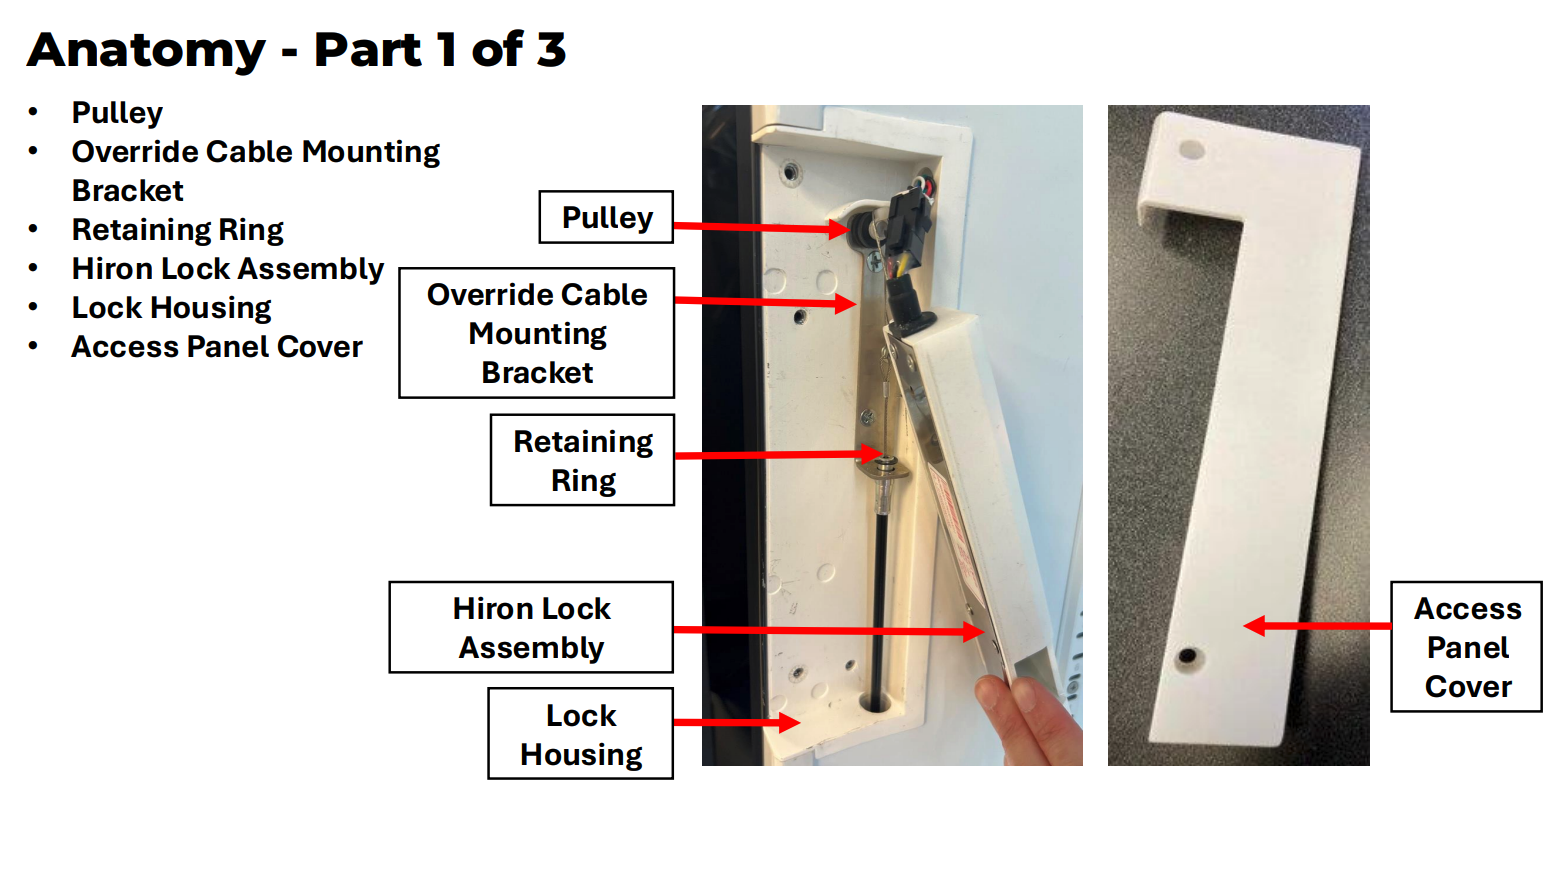 Anatomy - Part 1 of 3
• Pulley
• Override Cable Mounting
Bracket
• Retaining Ring
• Hiron Lock Assembly
• Lock Housing
• Access Panel Cover
Pulley
Override Cable
Mounting
Bracket
Retaining
Ring
Hiron Lock
Assembly
Lock
Housing
Access
Panel
Cover